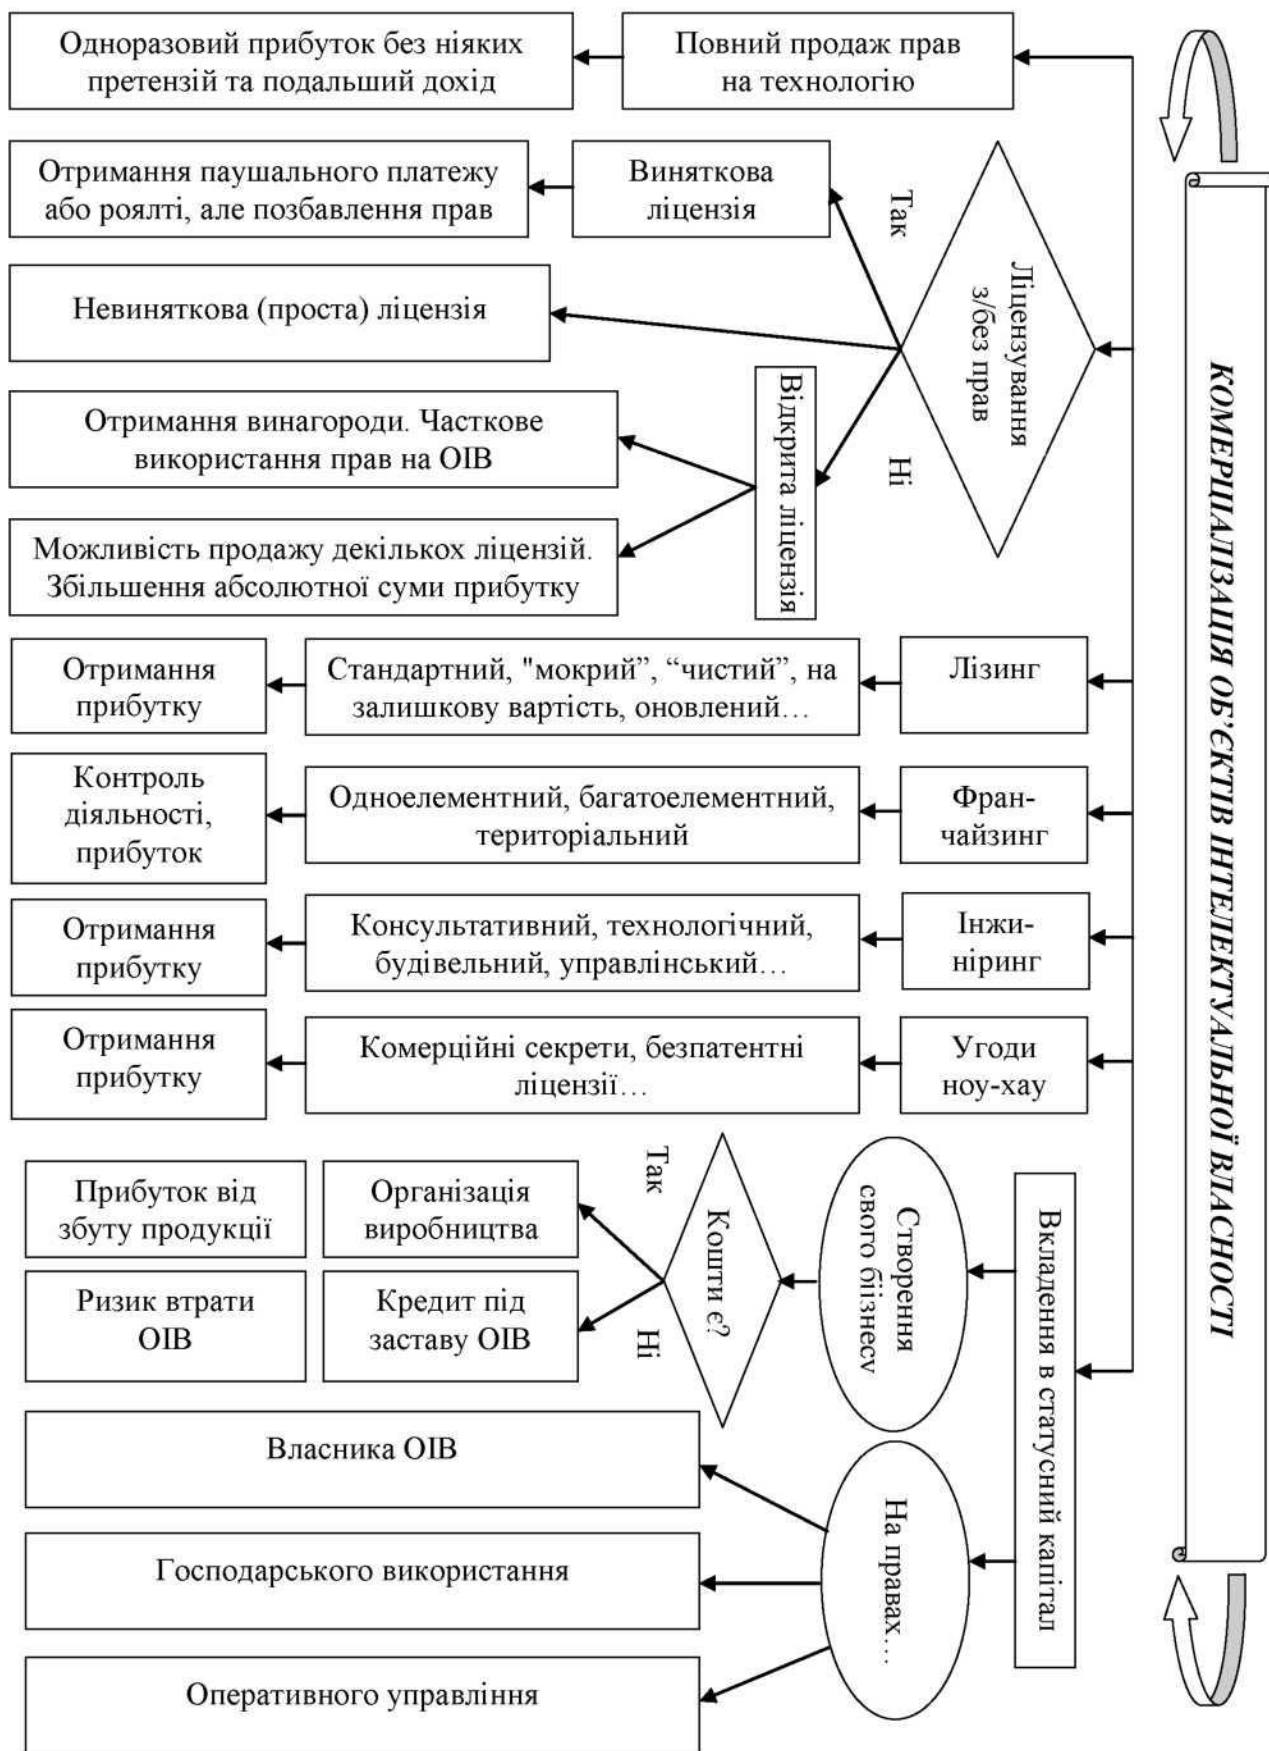 КОМЕРЦІАЛІЗАЦІЯ ОБ’ЄКТІВ ІНТЕЛЕКТУАЛЬНОЇ ВЛАСНОСТІ
Повний продаж прав
на технологію
Одноразовий прибуток без ніяких
претензій та подальший дохід
Ліцензування
з/без прав
Так
Ні
Виняткова
ліцензія
Отримання паушального платежу
або роялті, але позбавлення прав
Невиняткова (проста) ліцензія
Відкрита ліцензія
Отримання винагороди. Часткове
використання прав на ОІВ
Можливість продажу декількох ліцензій.
Збільшення абсолютної суми прибутку
Лізинг
Стандартний, "мокрий”, “чистий”, на
залишкову вартість, оновлений…
Отримання
прибутку
Фран-
чайзинг
Одноелементний, багатоелементний,
територіальний
Контроль
діяльності,
прибуток
Інжи-
ніринг
Консультативний, технологічний,
будівельний, управлінський…
Отримання
прибутку
Угоди
ноу-хау
Комерційні секрети, безпатентні
ліцензії…
Отримання
прибутку
Вкладення в статусний капітал
Створення
свого бізнесу
Кошти є?
Так
Ні
Організація
виробництва
Прибуток від
збуту продукції
Кредит під
заставу ОІВ
Ризик втрати
ОІВ
На правах…
Власника ОІВ
Господарського використання
Оперативного управління